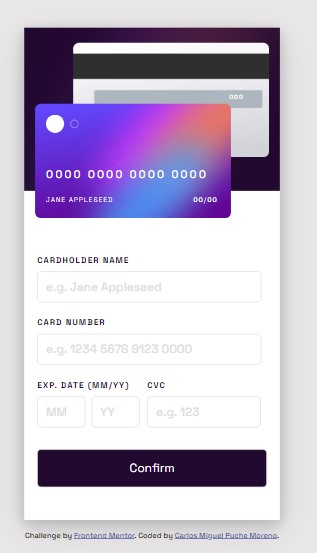 000
0000 0000 0000 0000
JANE APPLESEED 00/00
CARDHOLDER NAME
e.g. Jane Appleseed
CARD NUMBER
e.g. 1234 5678 9123 0000
EXP. DATE (MM/YY) CVC
MM YY e.g. 123
Confirm
Challenge by Frontend Mentor. Coded by Carlos Miguel Puche Moreno.